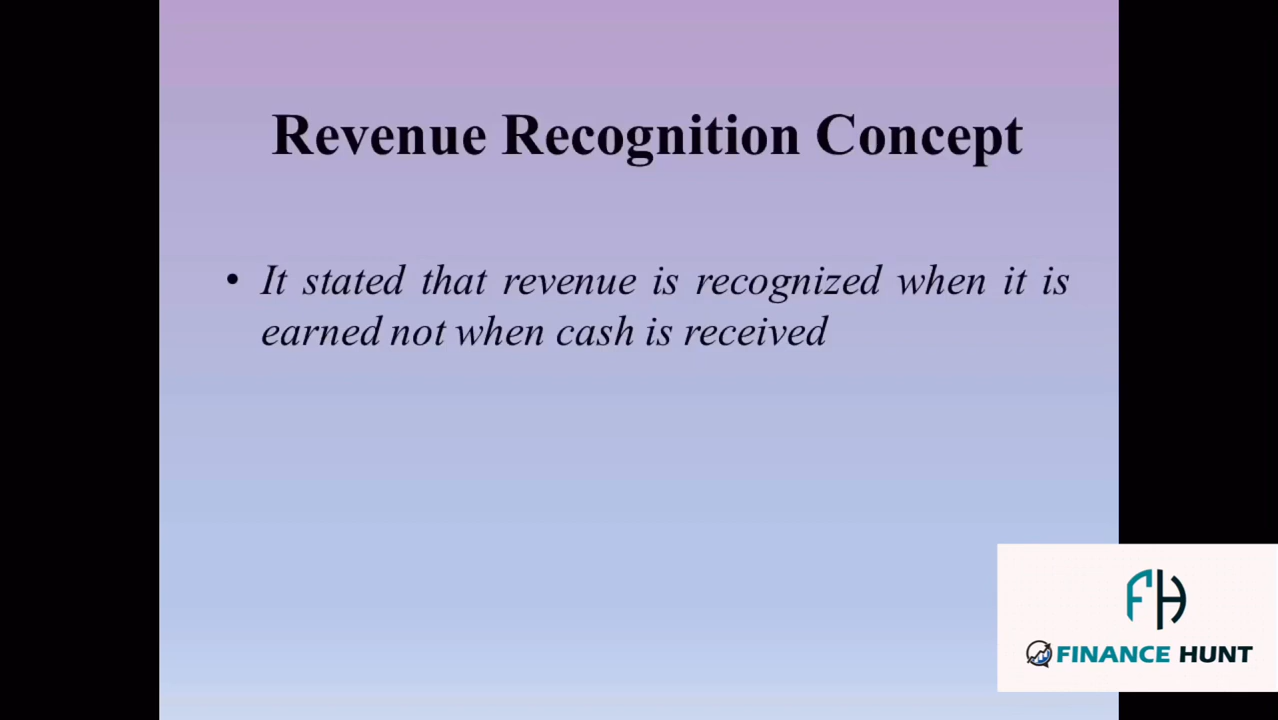 Revenue Recognition Concept
• It stated that revenue is recognized when it is
earned not when cash is received
FH
FINANCE HUNT